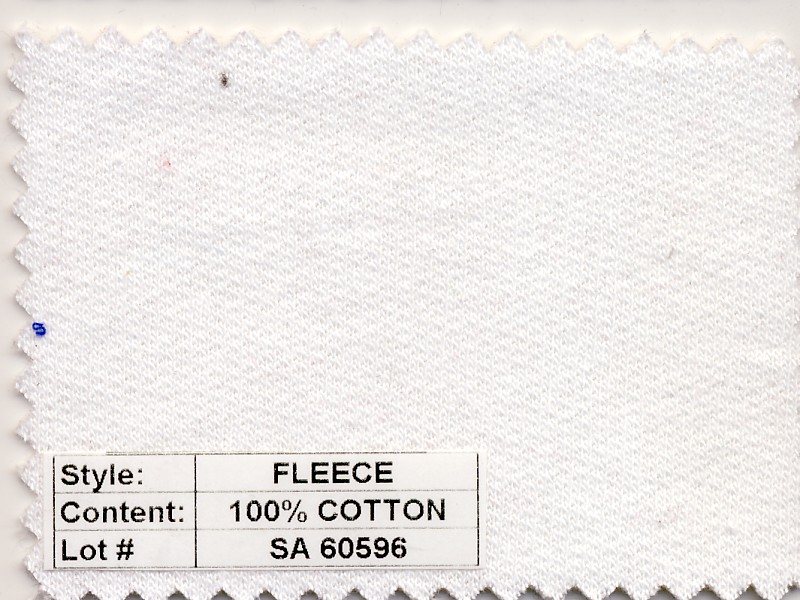 Style: FLEECE
Content: 100% COTTON
Lot # SA 60596